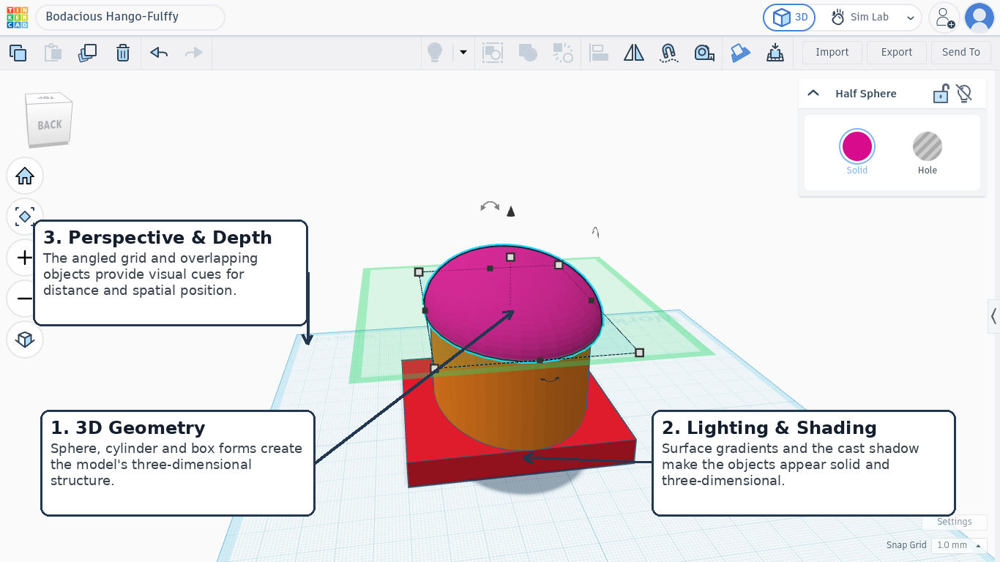 TIN
KER
CAD
Bodacious Hango-Fulffy
3D
Sim Lab
Import
Export
Send To
TOP
BACK
Half Sphere
Solid
Hole
3. Perspective & Depth
The angled grid and overlapping
objects provide visual cues for
distance and spatial position.
1. 3D Geometry
Sphere, cylinder and box forms create
the model's three-dimensional
structure.
2. Lighting & Shading
Surface gradients and the cast shadow
make the objects appear solid and
three-dimensional.
Settings
Snap Grid
1.0 mm